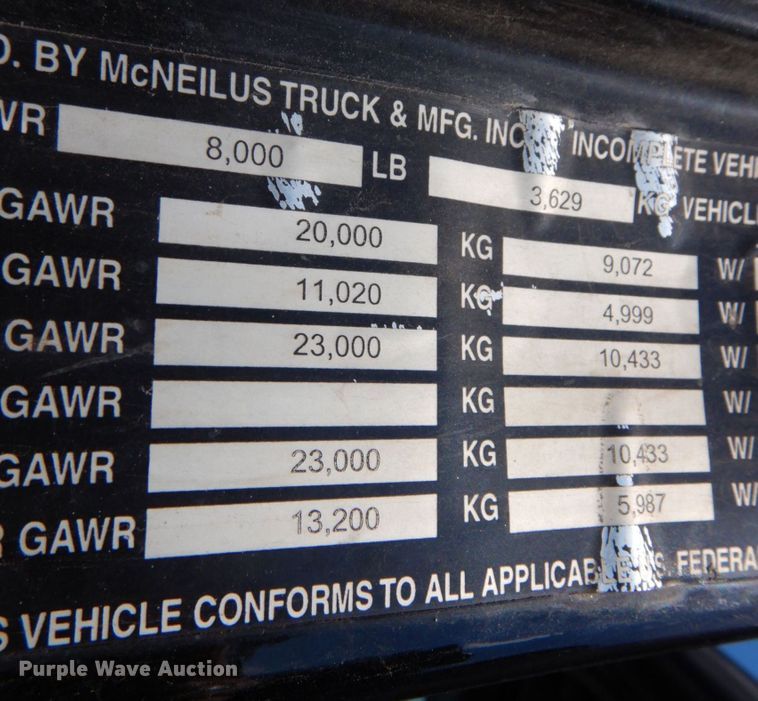 . BY McNEILUS TRUCK & MFG. INC "INCOMPLETE VEHI
WR 8,000 LB 3,629 KG VEHICL
GAWR 20,000 KG 9,072 W/
GAWR 11,020 KG 4,999 W/
GAWR 23,000 KG 10,433 W/
GAWR KG W/
GAWR 23,000 KG 10,433 W/
R GAWR 13,200 KG 5,987 W/
S VEHICLE CONFORMS TO ALL APPLICABLE U.S. FEDERA
Purple Wave Auction